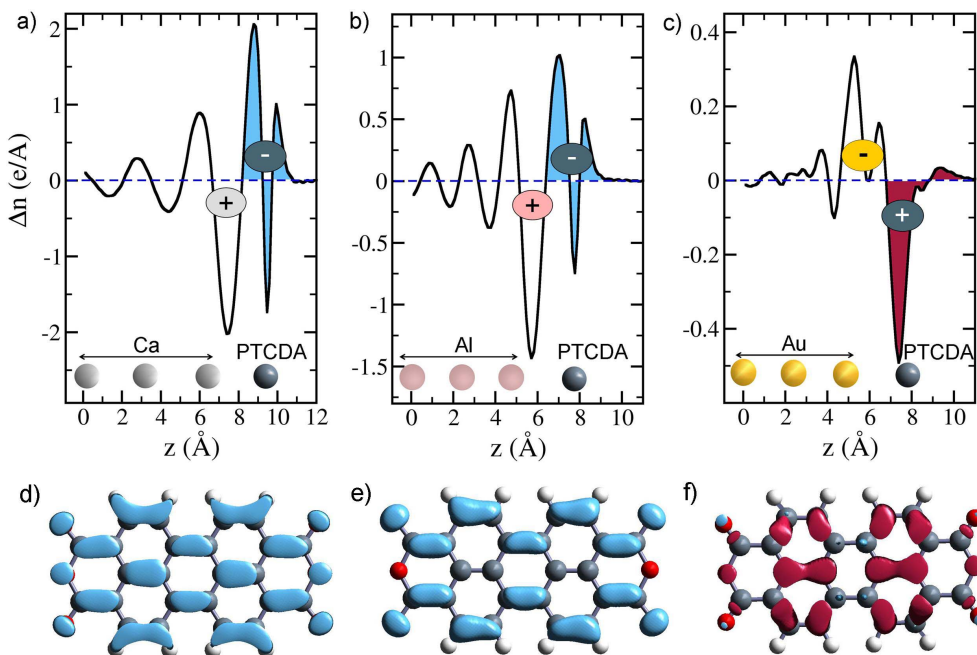 a)
b)
c)
Δn (e/A)
2
1
0
-1
-2
1
0.5
0
-0.5
-1
-1.5
0.4
0.2
0
-0.2
-0.4
-
+
-
+
-
+
Ca
PTCDA
Al
PTCDA
Au
PTCDA
0 2 4 6 8 10 12
0 2 4 6 8 10
0 2 4 6 8 10
z (Å)
z (Å)
z (Å)
d)
e)
f)